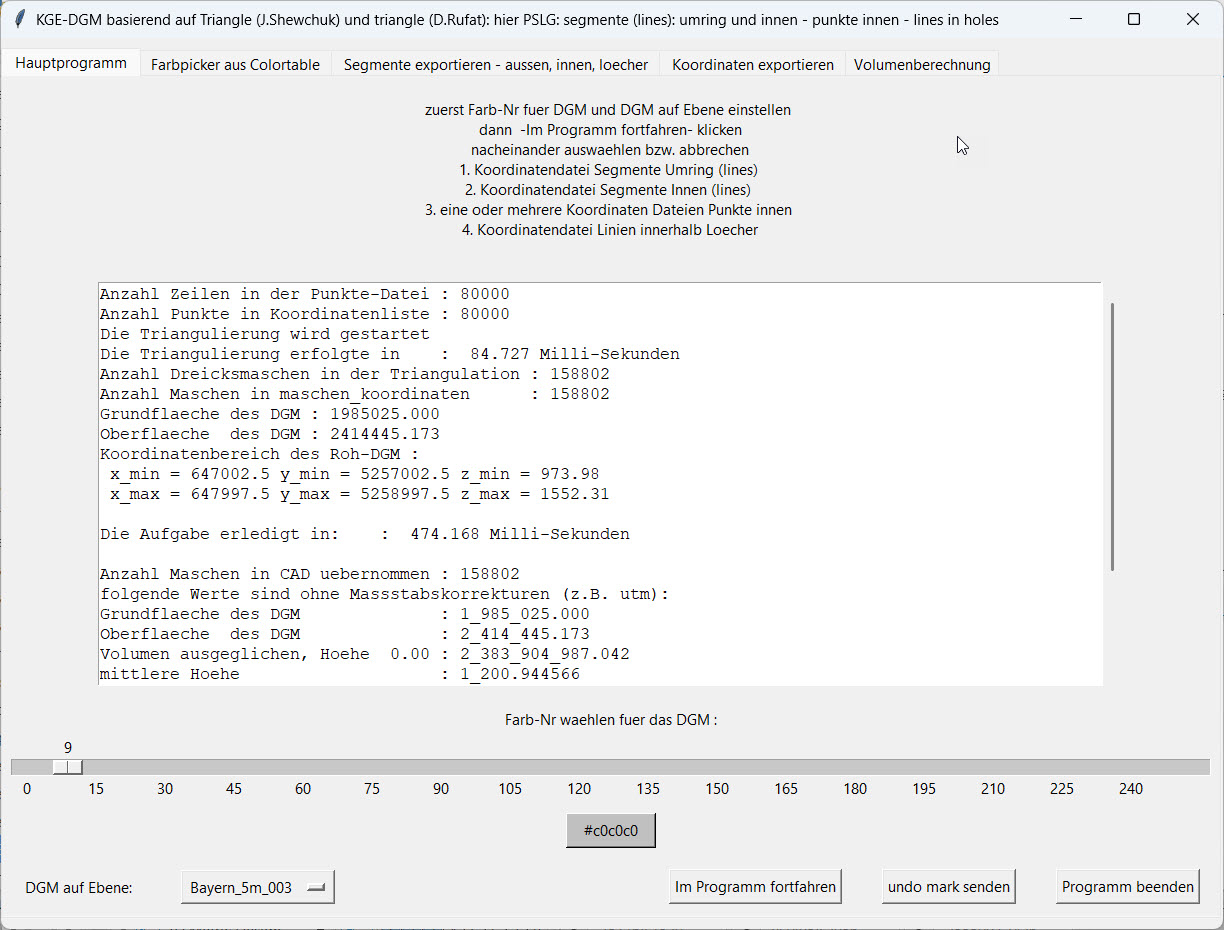 KGE-DGM basierend auf Triangle (J.Shewchuk) und triangle (D.Rufat): hier PSLG: segmente (lines): umring und innen - punkte innen - lines in holes
Hauptprogramm Farbpicker aus Colortable Segmente exportieren - aussen, innen, loecher Koordinaten exportieren Volumenberechnung
zuerst Farb-Nr fuer DGM und DGM auf Ebene einstellen
dann -Im Programm fortfahren- klicken
nacheinander auswaehlen bzw. abbrechen
1. Koordinatendatei Segmente Umring (lines)
2. Koordinatendatei Segmente Innen (lines)
3. eine oder mehrere Koordinaten Dateien Punkte innen
4. Koordinatendatei Linien innerhalb Loecher
Anzahl Zeilen in der Punkte-Datei : 80000
Anzahl Punkte in Koordinatenliste : 80000
Die Triangulierung wird gestartet
Die Triangulierung erfolgte in : 84.727 Milli-Sekunden
Anzahl Dreicksmaschen in der Triangulation : 158802
Anzahl Maschen in maschen_koordinaten : 158802
Grundflaeche des DGM : 1985025.000
Oberflaeche des DGM : 2414445.173
Koordinatenbereich des Roh-DGM :
x_min = 647002.5 y_min = 5257002.5 z_min = 973.98
x_max = 647997.5 y_max = 5258997.5 z_max = 1552.31
Die Aufgabe erledigt in: : 474.168 Milli-Sekunden
Anzahl Maschen in CAD uebernommen : 158802
folgende Werte sind ohne Massstabskorrekturen (z.B. utm):
Grundflaeche des DGM : 1_985_025.000
Oberflaeche des DGM : 2_414_445.173
Volumen ausgeglichen, Hoehe 0.00 : 2_383_904_987.042
mittlere Hoehe : 1_200.944566
Farb-Nr waehlen fuer das DGM :
9
0 15 30 45 60 75 90 105 120 135 150 165 180 195 210 225 240
#c0c0c0
DGM auf Ebene: Bayern_5m_003 Im Programm fortfahren undo mark senden Programm beenden